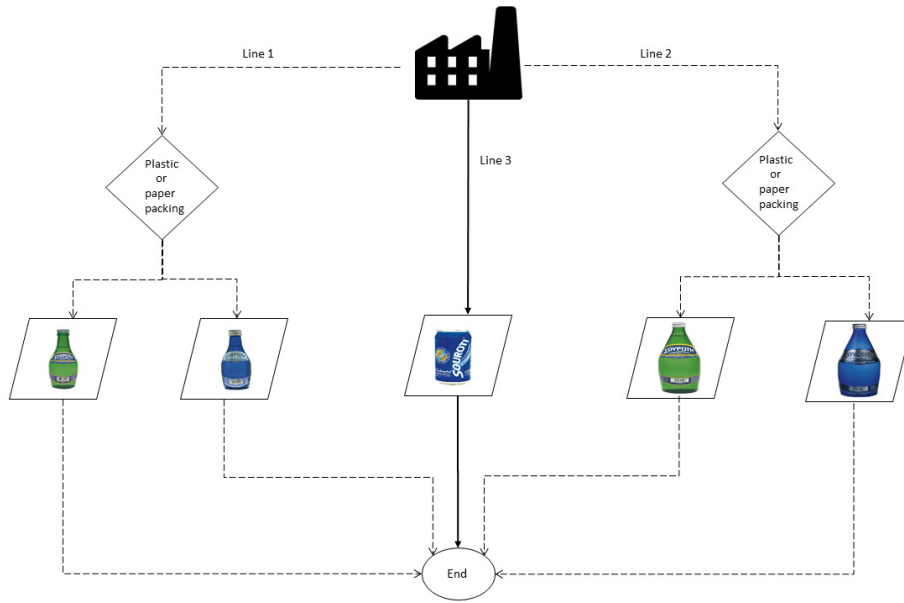 Line 1
Line 2
Line 3
Plastic
or
paper
packing
Plastic
or
paper
packing
SOUROTI
End